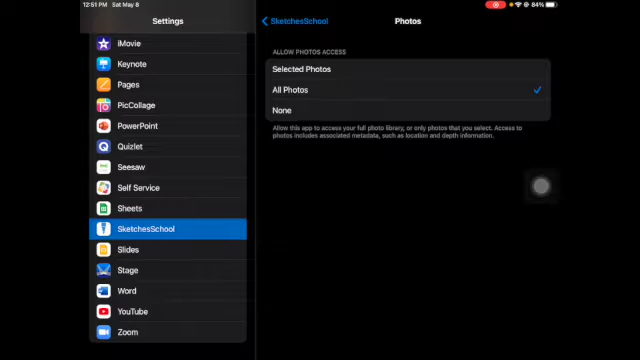 12:51 PM Sat May 8
84%
Settings
iMovie
Keynote
Pages
PicCollage
PowerPoint
Quizlet
Seesaw
Self Service
Sheets
SketchesSchool
Slides
Stage
Word
YouTube
Zoom
SketchesSchool
Photos
ALLOW PHOTOS ACCESS
Selected Photos
All Photos
None
Allow this app to access your full photo library, or only photos that you select. Access to
photos includes associated metadata, such as location and depth information.